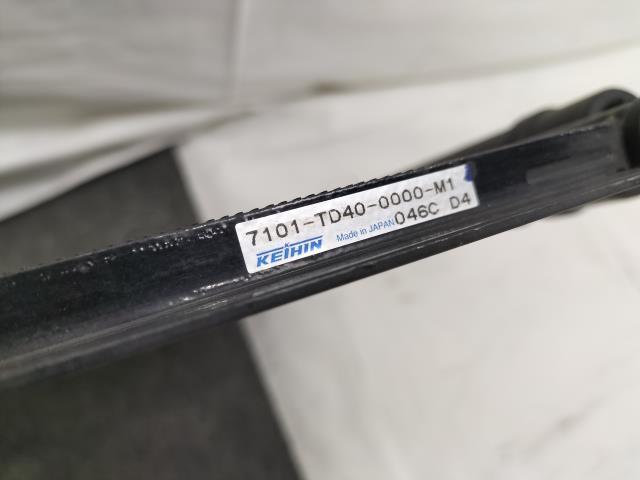 7101-TD40-0000-M1
KEIHIN Made in JAPAN 046C D4